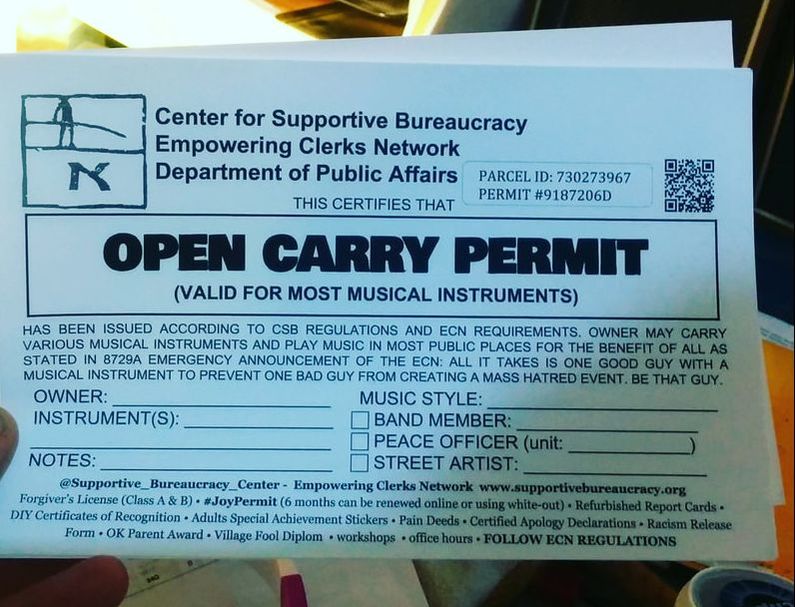 Center for Supportive Bureaucracy
Empowering Clerks Network
Department of Public Affairs
PARCEL ID: 730273967
PERMIT #9187206D
THIS CERTIFIES THAT
OPEN CARRY PERMIT
(VALID FOR MOST MUSICAL INSTRUMENTS)
HAS BEEN ISSUED ACCORDING TO CSB REGULATIONS AND ECN REQUIREMENTS. OWNER MAY CARRY
VARIOUS MUSICAL INSTRUMENTS AND PLAY MUSIC IN MOST PUBLIC PLACES FOR THE BENEFIT OF ALL AS
STATED IN 8729A EMERGENCY ANNOUNCEMENT OF THE ECN: ALL IT TAKES IS ONE GOOD GUY WITH A
MUSICAL INSTRUMENT TO PREVENT ONE BAD GUY FROM CREATING A MASS HATRED EVENT. BE THAT GUY.
OWNER:
MUSIC STYLE:
INSTRUMENT(S):
BAND MEMBER:
PEACE OFFICER (unit: )
NOTES:
STREET ARTIST:
@Supportive_Bureaucracy_Center - Empowering Clerks Network www.supportivebureaucracy.org
Forgiver's License (Class A & B) • #JoyPermit (6 months can be renewed online or using white-out) • Refurbished Report Cards •
DIY Certificates of Recognition • Adults Special Achievement Stickers • Pain Deeds • Certified Apology Declarations • Racism Release
Form • OK Parent Award • Village Fool Diplom • workshops • office hours • FOLLOW ECN REGULATIONS